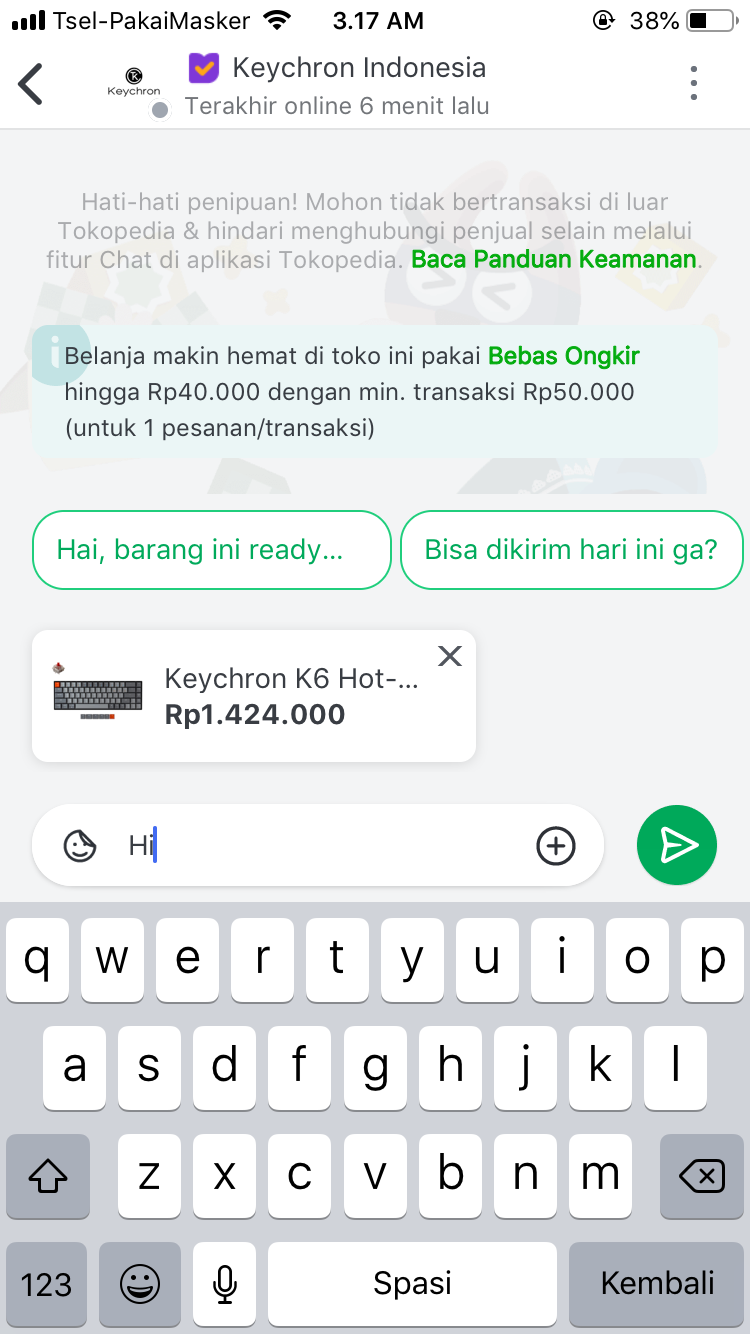 Tsel-PakaiMasker 3.17 AM 38%
Keychron Indonesia
Keychron
Terakhir online 6 menit lalu
Hati-hati penipuan! Mohon tidak bertransaksi di luar
Tokopedia & hindari menghubungi penjual selain melalui
fitur Chat di aplikasi Tokopedia. Baca Panduan Keamanan.
Belanja makin hemat di toko ini pakai Bebas Ongkir
hingga Rp40.000 dengan min. transaksi Rp50.000
(untuk 1 pesanan/transaksi)
Hai, barang ini ready... Bisa dikirim hari ini ga?
Keychron K6 Hot-...
Rp1.424.000
Hi
q w e r t y u i o p
a s d f g h j k l
z x c v b n m
123 Spasi Kembali